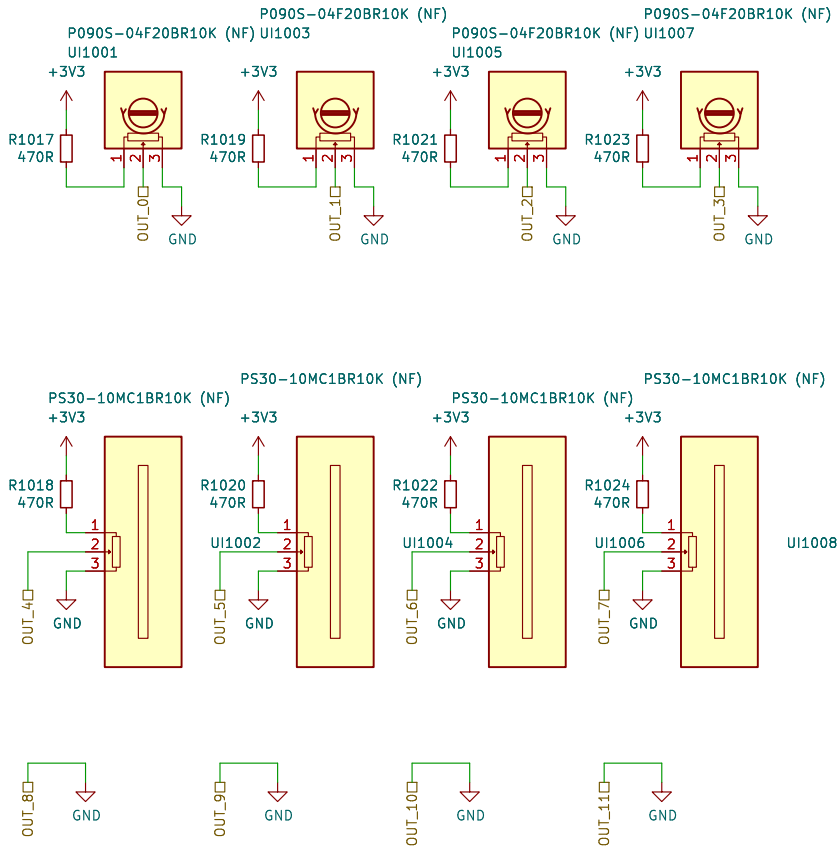 P090S-04F20BR10K (NF)
UI1001
+3V3
R1017
470R
1
2
3
OUT_0
GND
P090S-04F20BR10K (NF)
UI1003
+3V3
R1019
470R
1
2
3
OUT_1
GND
P090S-04F20BR10K (NF)
UI1005
+3V3
R1021
470R
1
2
3
OUT_2
GND
P090S-04F20BR10K (NF)
UI1007
+3V3
R1023
470R
1
2
3
OUT_3
GND
PS30-10MC1BR10K (NF)
+3V3
R1018
470R
1
2
3
UI1002
OUT_4
GND
PS30-10MC1BR10K (NF)
+3V3
R1020
470R
1
2
3
UI1004
OUT_5
GND
PS30-10MC1BR10K (NF)
+3V3
R1022
470R
1
2
3
UI1006
OUT_6
GND
PS30-10MC1BR10K (NF)
+3V3
R1024
470R
1
2
3
UI1008
OUT_7
GND
OUT_8
GND
OUT_9
GND
OUT_10
GND
OUT_11
GND